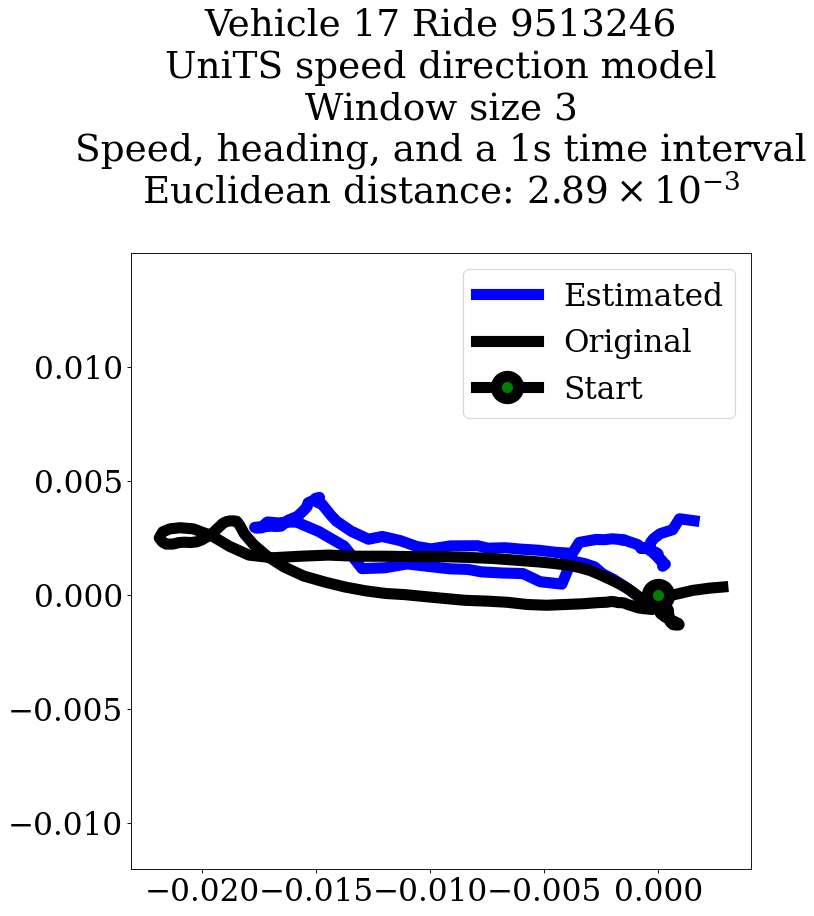 Vehicle 17 Ride 9513246
UniTS speed direction model
Window size 3
Speed, heading, and a 1s time interval
Euclidean distance: 2.89 × 10⁻³
Estimated
Original
Start
0.010
0.005
0.000
−0.005
−0.010
−0.020 −0.015 −0.010 −0.005 0.000